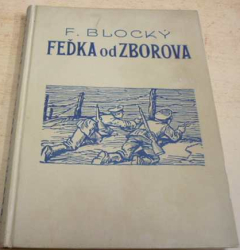 F. BLOCKÝ
FEĎKA od ZBOROVA